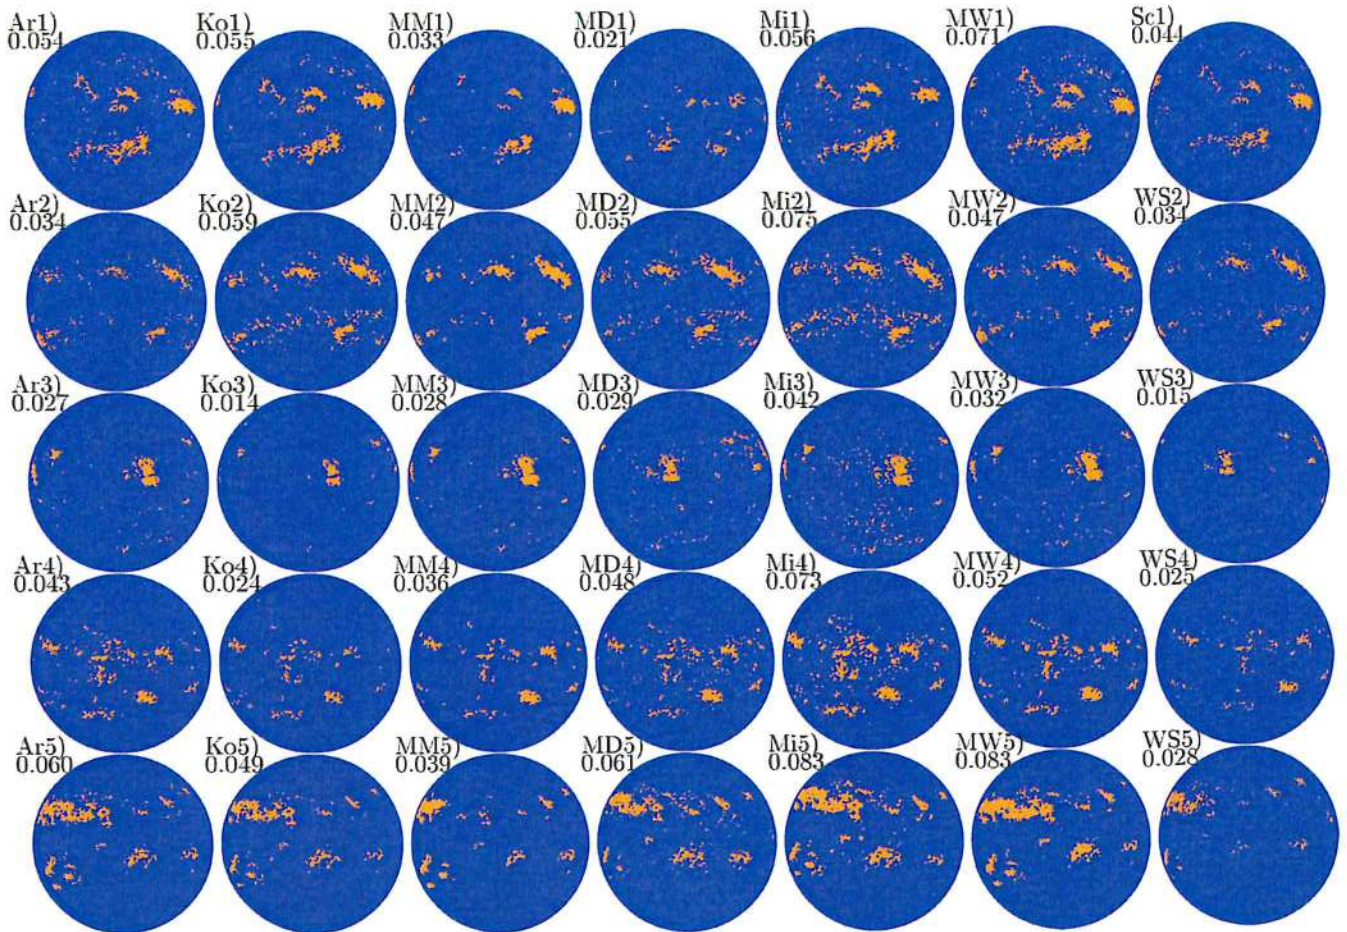 Ar1) Ko1) MM1) MD1) Mi1) MW1) Sc1)
0.054 0.055 0.033 0.021 0.056 0.071 0.044
Ar2) Ko2) MM2) MD2) Mi2) MW2) WS2)
0.034 0.059 0.047 0.055 0.075 0.047 0.034
Ar3) Ko3) MM3) MD3) Mi3) MW3) WS3)
0.027 0.014 0.028 0.029 0.042 0.032 0.015
Ar4) Ko4) MM4) MD4) Mi4) MW4) WS4)
0.043 0.024 0.036 0.048 0.073 0.052 0.025
Ar5) Ko5) MM5) MD5) Mi5) MW5) WS5)
0.060 0.049 0.039 0.061 0.083 0.083 0.028